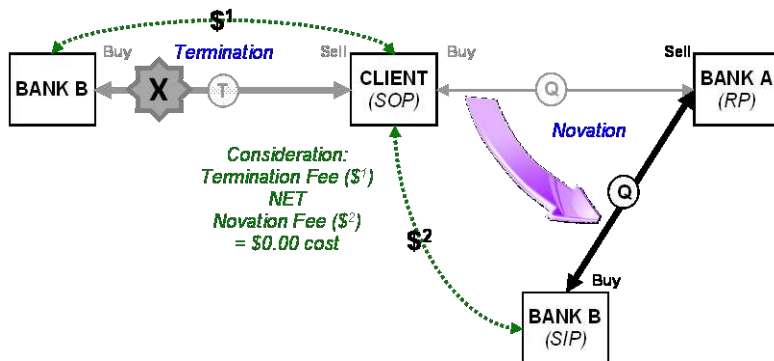 $1
Buy
Termination
Sell
Buy
Sell
BANK B
X
T
CLIENT
(SOP)
Q
BANK A
(RP)
Novation
Consideration:
Termination Fee ($1)
NET
Novation Fee ($2)
= $0.00 cost
Q
$2
Buy
BANK B
(SIP)